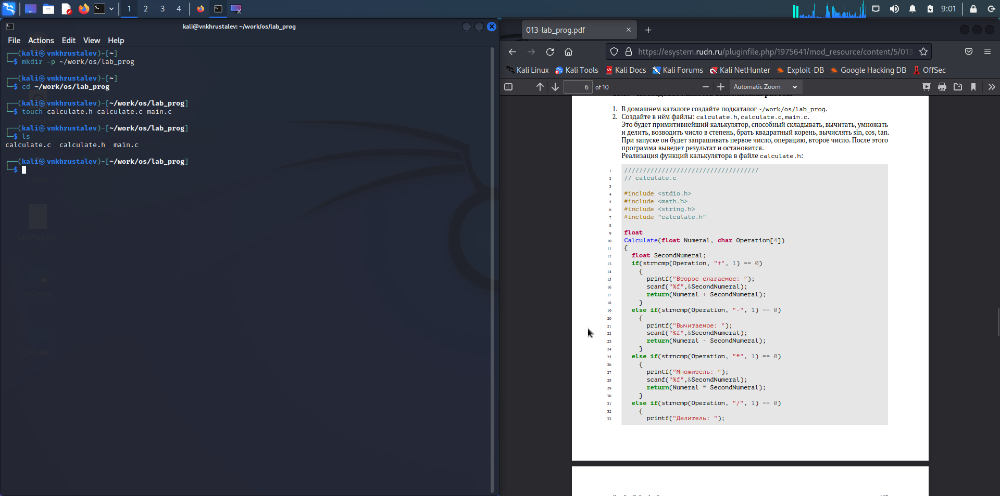 1 2 3 4
9:01
kali@vnkhrustalev: ~/work/os/lab_prog
File Actions Edit View Help
┌──(kali㉿vnkhrustalev)-[~]
└─$ mkdir -p ~/work/os/lab_prog
┌──(kali㉿vnkhrustalev)-[~]
└─$ cd ~/work/os/lab_prog
┌──(kali㉿vnkhrustalev)-[~/work/os/lab_prog]
└─$ touch calculate.h calculate.c main.c
┌──(kali㉿vnkhrustalev)-[~/work/os/lab_prog]
└─$ ls
calculate.c calculate.h main.c
┌──(kali㉿vnkhrustalev)-[~/work/os/lab_prog]
└─$
File System
Home
LabVlad.pdf
os-intro
2345457
013-lab_prog.pdf
https://esystem.rudn.ru/pluginfile.php/1975641/mod_resource/content/5/013
Kali Linux Kali Tools Kali Docs Kali Forums Kali NetHunter Exploit-DB Google Hacking DB OffSec
6 of 10 Automatic Zoom
1. В домашнем каталоге создайте подкаталог ~/work/os/lab_prog.
2. Создайте в нём файлы: calculate.h, calculate.c, main.c.
Это будет примитивнейший калькулятор, способный складывать, вычитать, умножать
и делить, возводить число в степень, брать квадратный корень, вычислять sin, cos, tan.
При запуске он будет запрашивать первое число, операцию, второе число. После этого
программа выведет результат и остановится.
Реализация функций калькулятора в файле calculate.h:
1 ////////////////////////////////////
2 // calculate.c
3
4 #include <stdio.h>
5 #include <math.h>
6 #include <string.h>
7 #include "calculate.h"
8
9 float
10 Calculate(float Numeral, char Operation[4])
11 {
12 float SecondNumeral;
13 if(strncmp(Operation, "+", 1) == 0)
14 {
15 printf("Второе слагаемое: ");
16 scanf("%f",&SecondNumeral);
17 return(Numeral + SecondNumeral);
18 }
19 else if(strncmp(Operation, "-", 1) == 0)
20 {
21 printf("Вычитаемое: ");
22 scanf("%f",&SecondNumeral);
23 return(Numeral - SecondNumeral);
24 }
25 else if(strncmp(Operation, "*", 1) == 0)
26 {
27 printf("Множитель: ");
28 scanf("%f",&SecondNumeral);
29 return(Numeral * SecondNumeral);
30 }
31 else if(strncmp(Operation, "/", 1) == 0)
32 {
33 printf("Делитель: ");